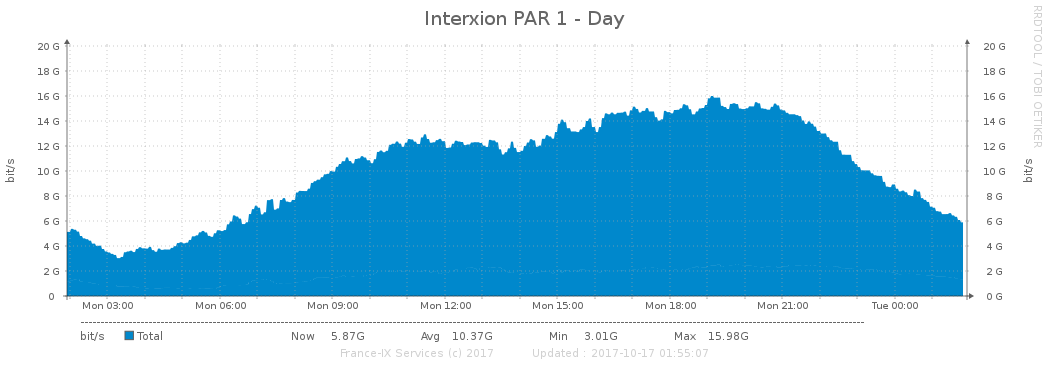 Interxion PAR 1 - Day
RRDTOOL / TOBI OETIKER
20 G 20 G
18 G 18 G
16 G 16 G
14 G 14 G
12 G 12 G
10 G 10 G
8 G 8 G
6 G 6 G
4 G 4 G
2 G 2 G
0 0 G
bit/s
bit/s
Mon 03:00 Mon 06:00 Mon 09:00 Mon 12:00 Mon 15:00 Mon 18:00 Mon 21:00 Tue 00:00
bit/s Total Now 5.87G Avg 10.37G Min 3.01G Max 15.98G
France-IX Services (c) 2017 Updated : 2017-10-17 01:55:07